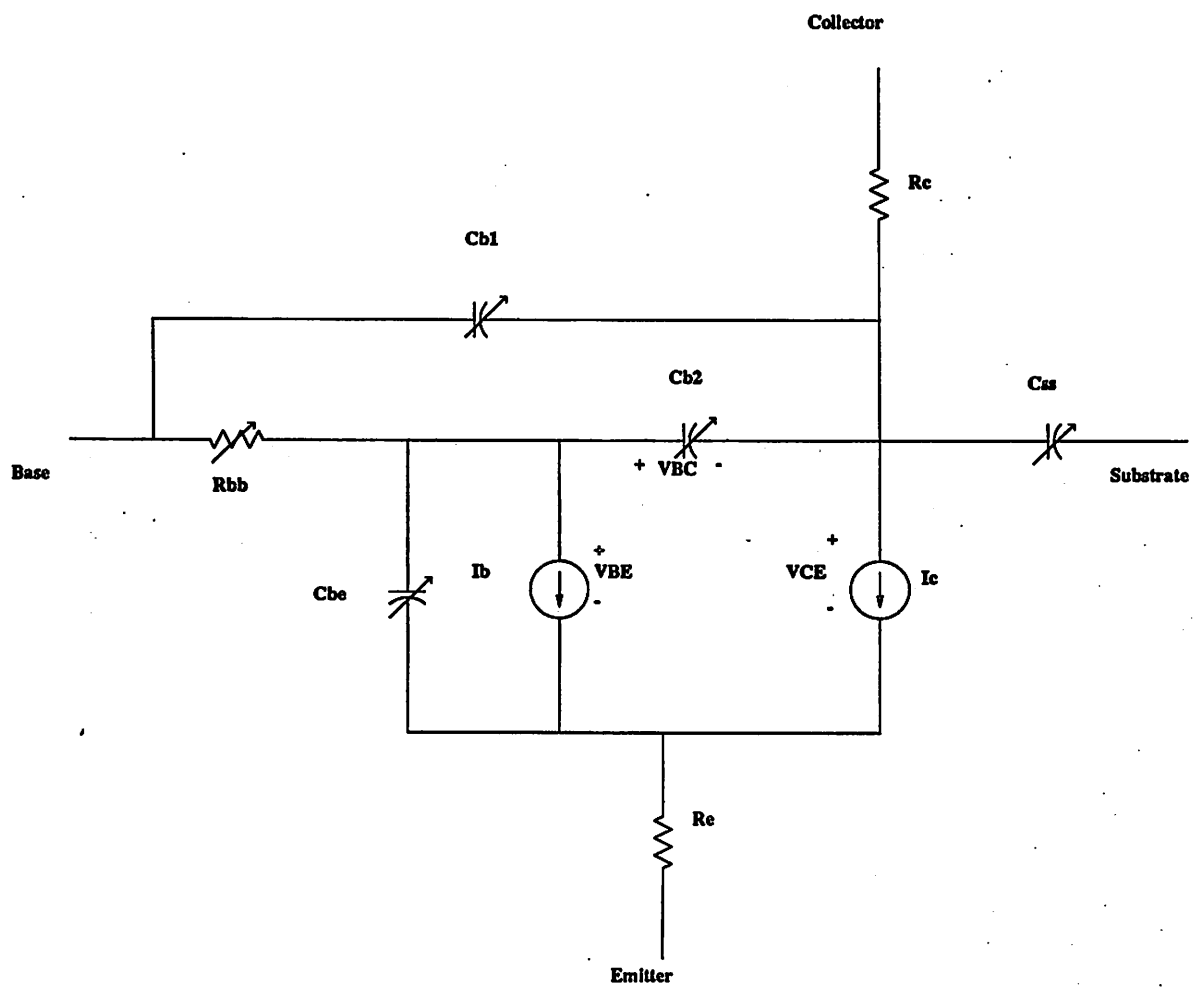 Collector
Rc
Cb1
Cb2
Css
+ VBC -
Base
Rbb
Substrate
+
+
Ib
VBE
VCE
Ic
Cbe
-
-
Re
Emitter